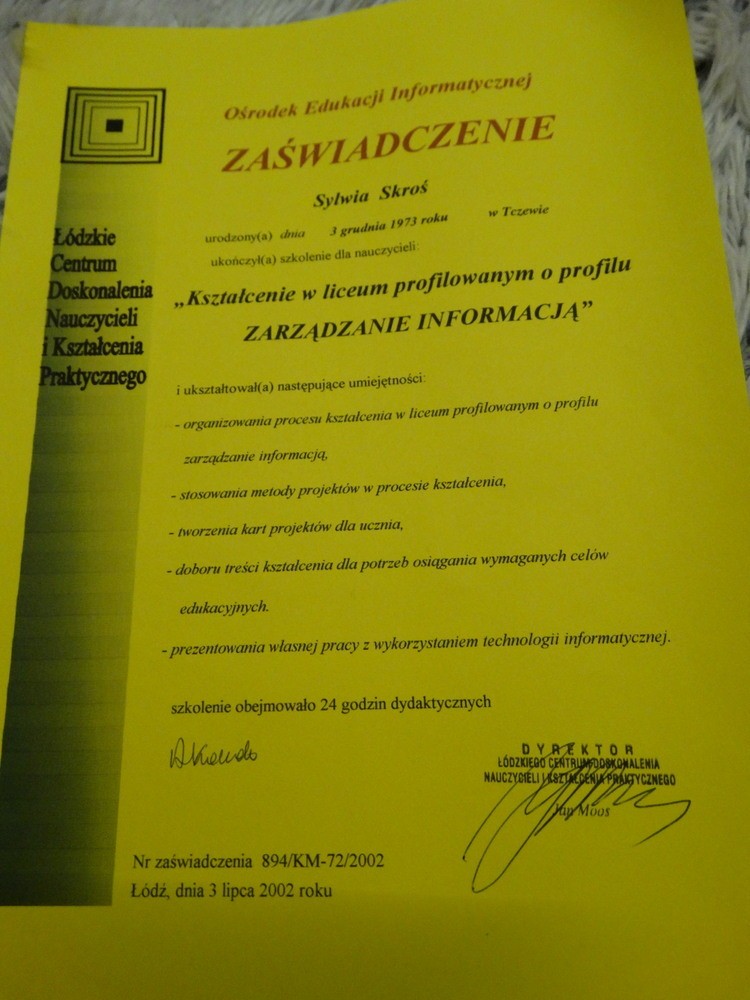 Ośrodek Edukacji Informatycznej
ZAŚWIADCZENIE
Sylwia Skroś
urodzony(a) dnia 3 grudnia 1973 roku w Tczewie
ukończył(a) szkolenie dla nauczycieli:
„Kształcenie w liceum profilowanym o profilu
ZARZĄDZANIE INFORMACJĄ”
Łódzkie
Centrum
Doskonalenia
Nauczycieli
i Kształcenia
Praktycznego
i ukształtował(a) następujące umiejętności:
- organizowania procesu kształcenia w liceum profilowanym o profilu
zarządzanie informacją,
- stosowania metody projektów w procesie kształcenia,
- tworzenia kart projektów dla ucznia,
- doboru treści kształcenia dla potrzeb osiągania wymaganych celów
edukacyjnych.
- prezentowania własnej pracy z wykorzystaniem technologii informatycznej.
szkolenie obejmowało 24 godzin dydaktycznych
DYREKTOR
ŁÓDZKIEGO CENTRUM DOSKONALENIA
NAUCZYCIELI I KSZTAŁCENIA PRAKTYCZNEGO
Jan Moos
Nr zaświadczenia 894/KM-72/2002
Łódź, dnia 3 lipca 2002 roku